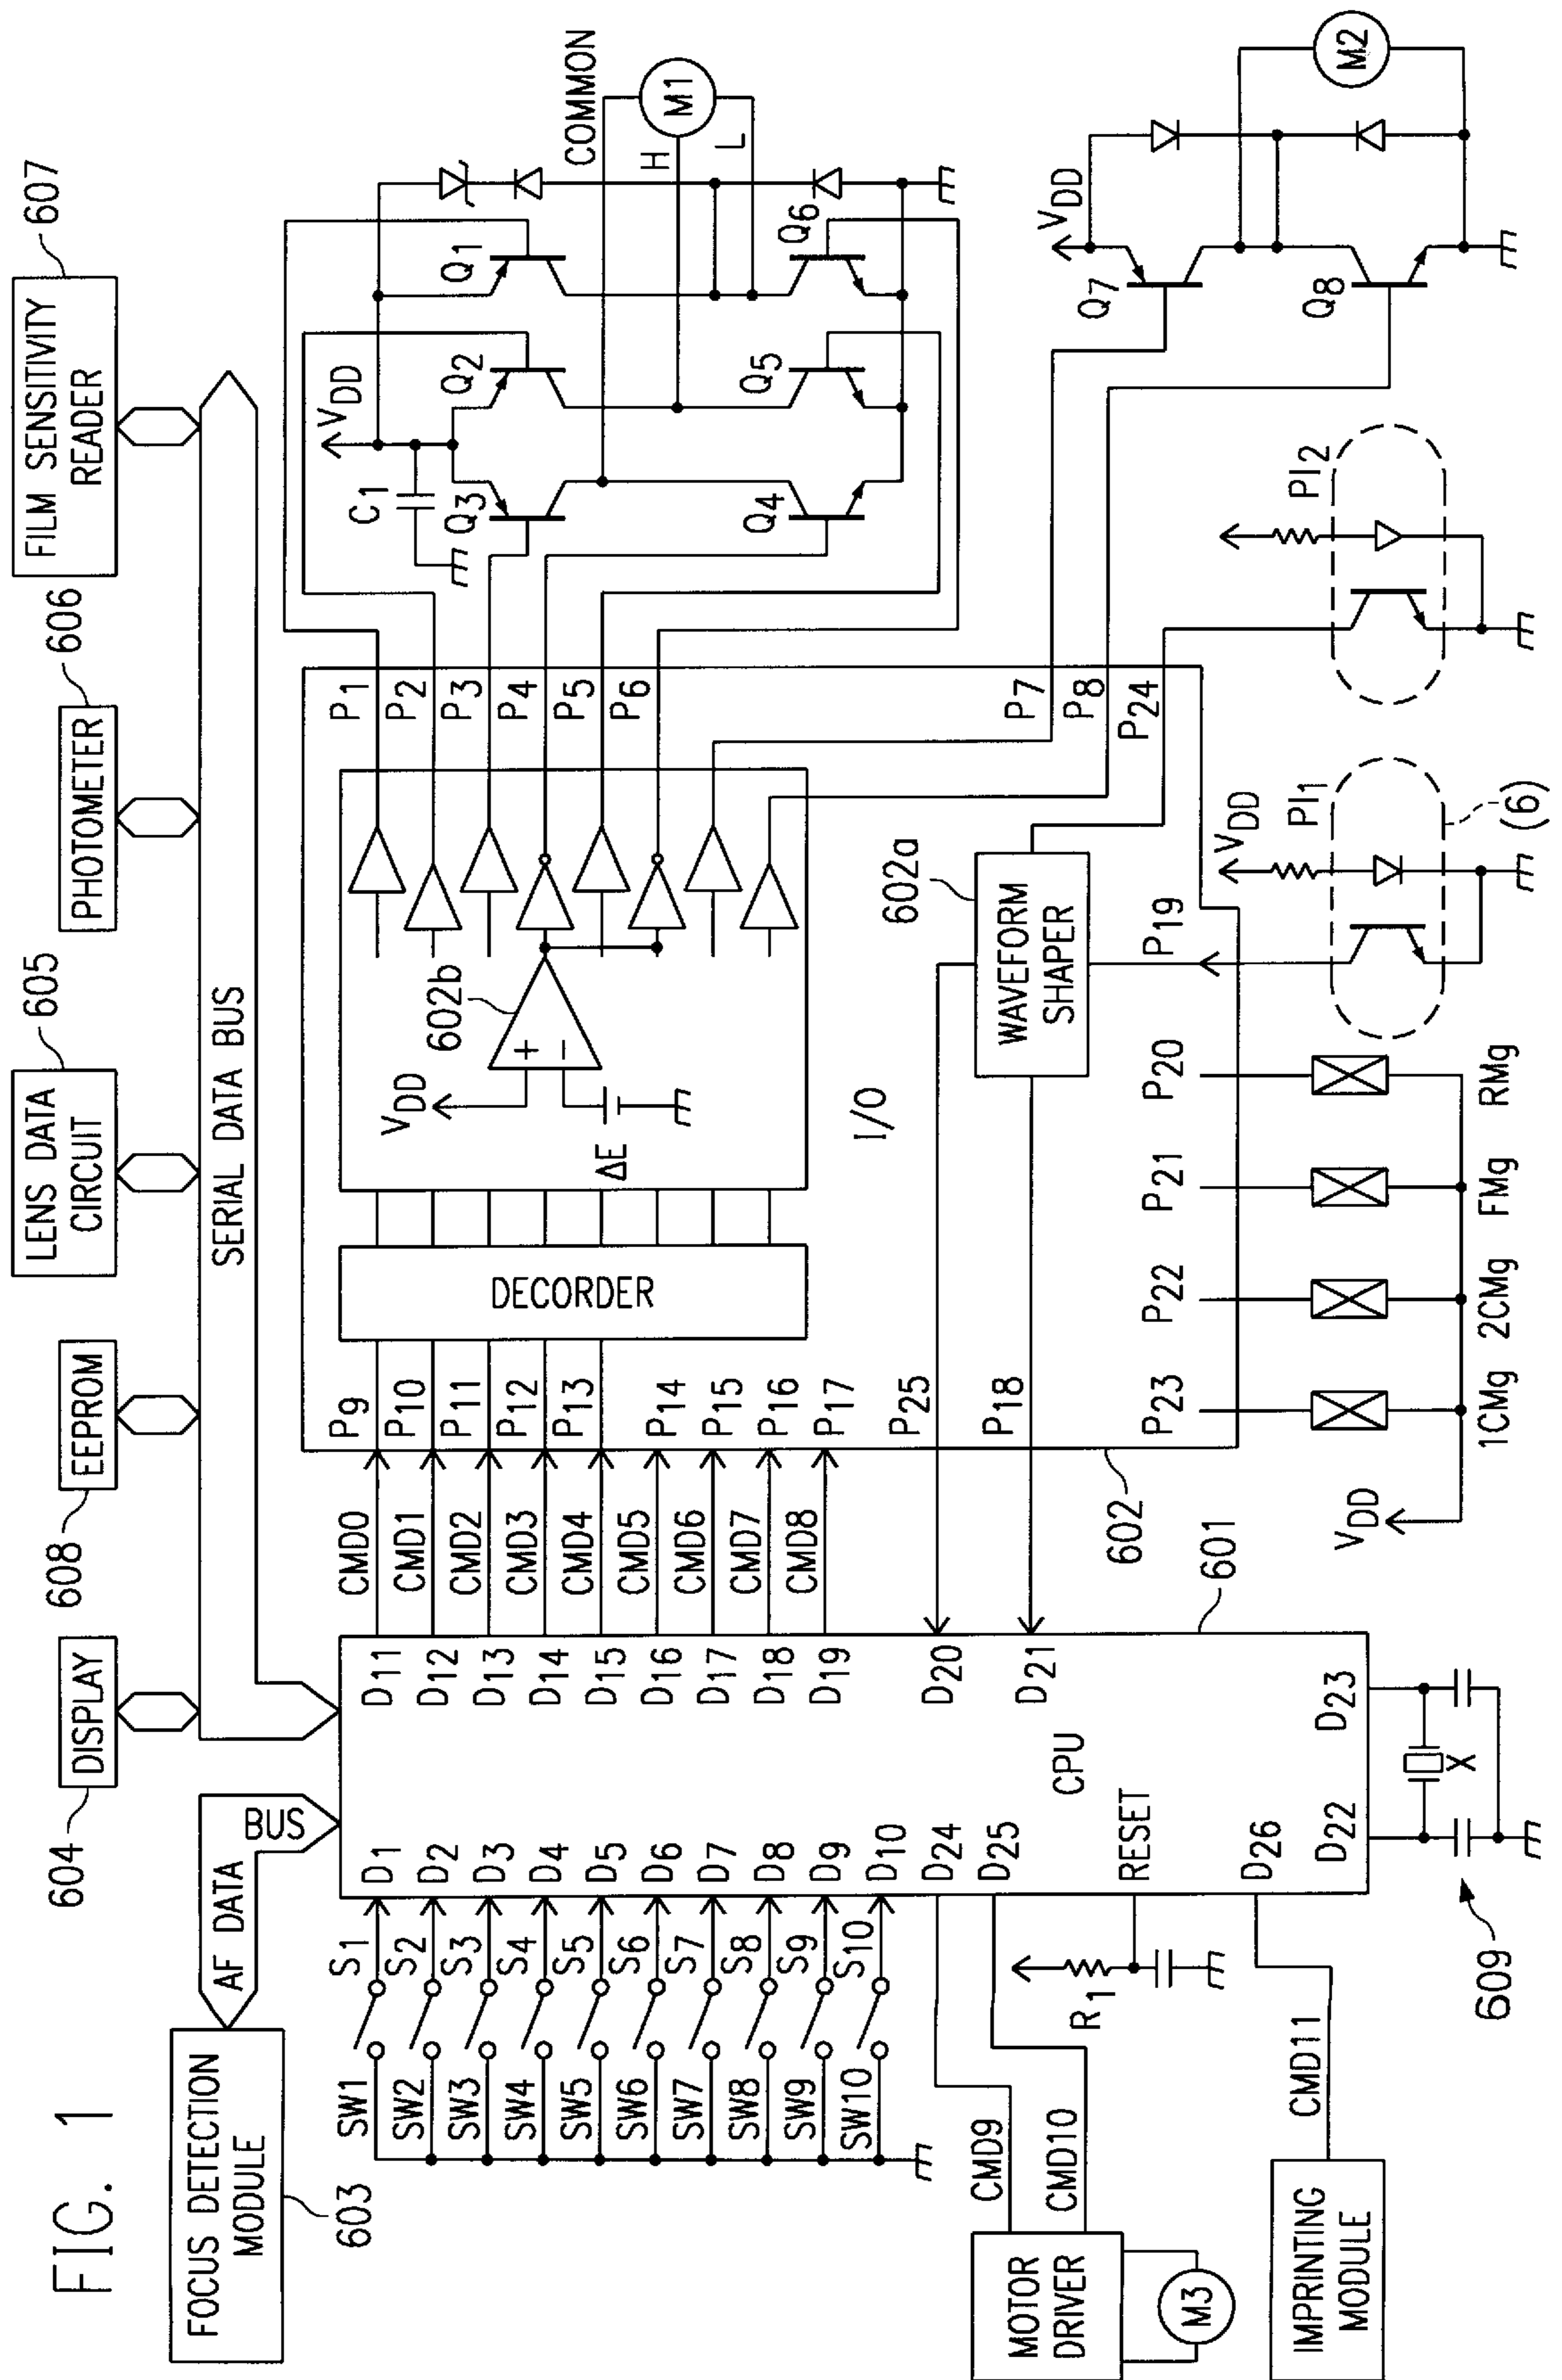 FIG. 1
FOCUS DETECTION
MODULE
603
AF DATA
BUS
604
DISPLAY
608
EEPROM
LENS DATA
CIRCUIT
605
PHOTOMETER
606
FILM SENSITIVITY
READER
607
SERIAL DATA BUS
SW1
SW2
SW3
SW4
SW5
SW6
SW7
SW8
SW9
SW10
S1
S2
S3
S4
S5
S6
S7
S8
S9
S10
D1
D2
D3
D4
D5
D6
D7
D8
D9
D10
D24
D25
RESET
D26
D22
D23
CPU
D11
D12
D13
D14
D15
D16
D17
D18
D19
D20
D21
601
CMD0
CMD1
CMD2
CMD3
CMD4
CMD5
CMD6
CMD7
CMD8
P9
P10
P11
P12
P13
P14
P15
P16
P17
P25
P18
602
DECORDER
VDD
ΔE
+
−
602b
I/O
WAVEFORM
SHAPER
602a
P1
P2
P3
P4
P5
P6
P7
P8
P24
P19
P20
P21
P22
P23
VDD
C1
Q3
Q2
Q1
Q4
Q5
Q6
COMMON
H
L
M1
VDD
Q7
Q8
M2
PI2
VDD
PI1
(6)
VDD
1CMg
2CMg
FMg
RMg
CMD9
CMD10
MOTOR
DRIVER
M3
R1
CMD11
IMPRINTING
MODULE
X
609